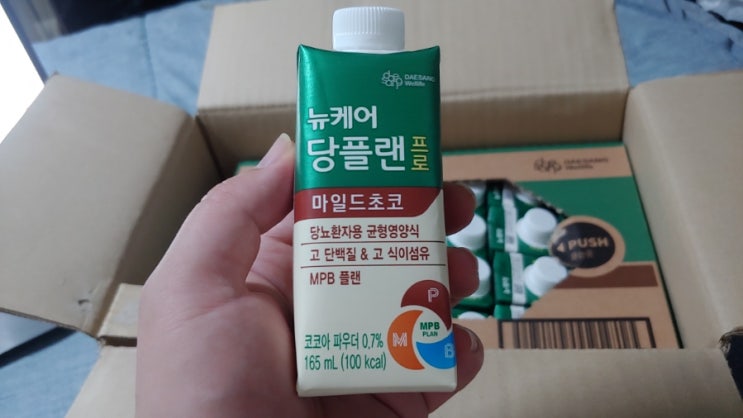 DAESANG
Wellife
뉴케어
당플랜 프로
마일드초코
당뇨환자용 균형영양식
고 단백질 & 고 식이섬유
MPB 플랜
P
M
B
MPB
PLAN
코코아 파우더 0.7%
165 mL (100 kcal)
DAESANG
Wellife
PUSH